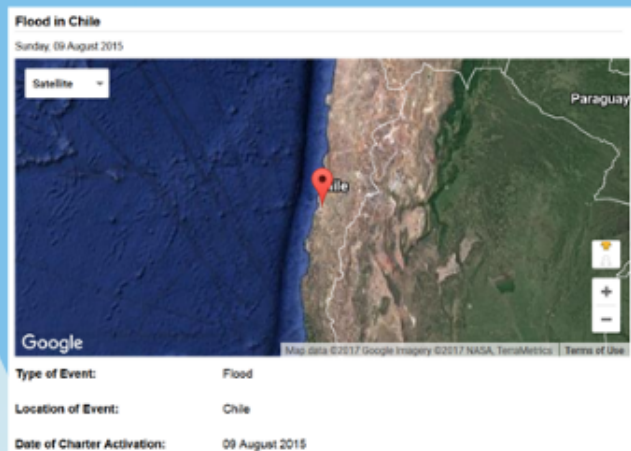 Flood in Chile
Sunday, 09 August 2015
Satellite
Paraguay
ile
Google
Map data ©2017 Google Imagery ©2017 NASA, TerraMetrics Terms of Use
Type of Event: Flood
Location of Event: Chile
Date of Charter Activation: 09 August 2015